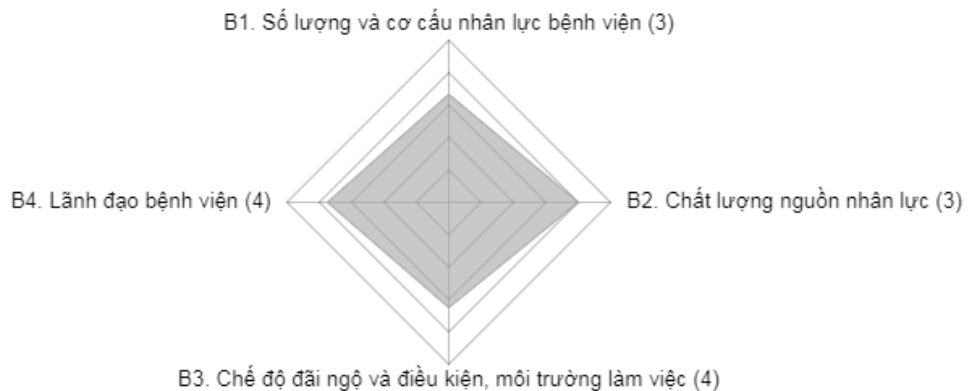 B1. Số lượng và cơ cấu nhân lực bệnh viện (3)
B4. Lãnh đạo bệnh viện (4)
B2. Chất lượng nguồn nhân lực (3)
B3. Chế độ đãi ngộ và điều kiện, môi trường làm việc (4)